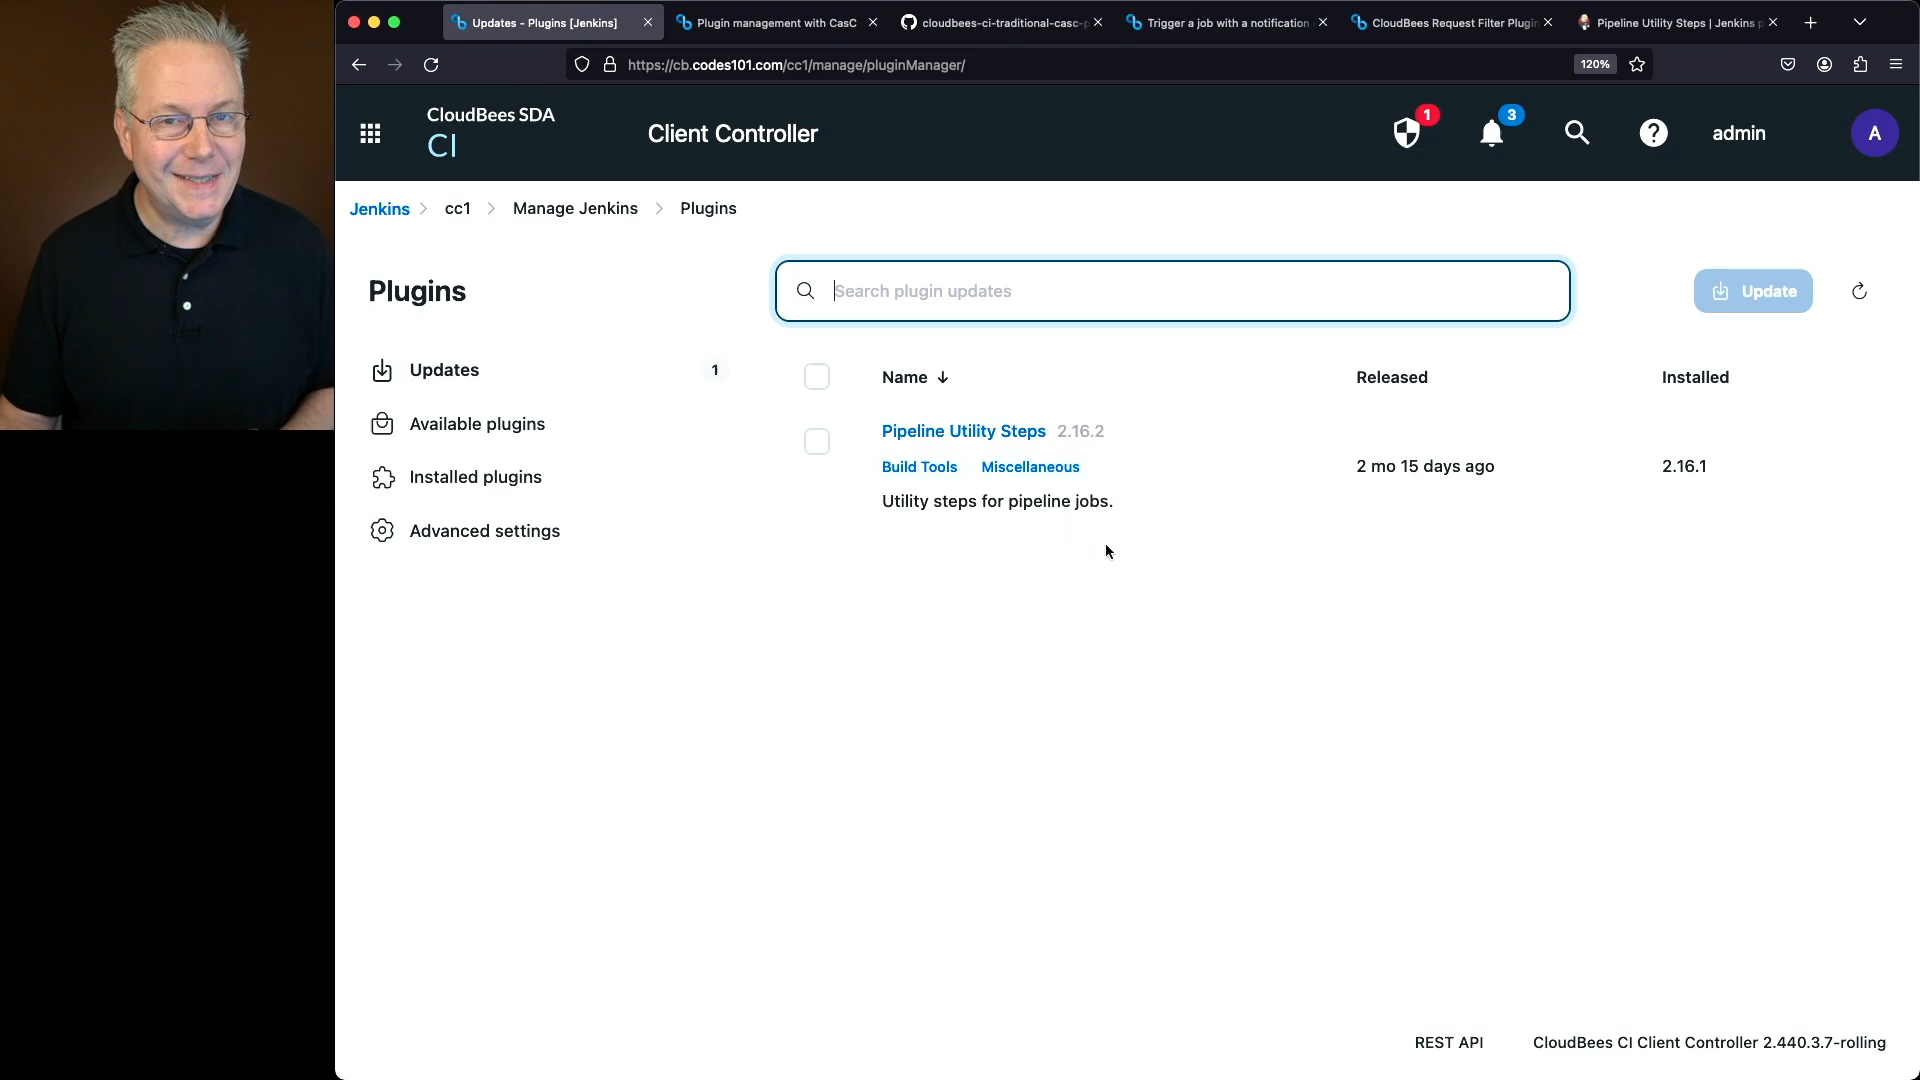 Updates - Plugins [Jenkins]
Plugin management with CasC
cloudbees-ci-traditional-casc-p
Trigger a job with a notification
CloudBees Request Filter Plugin
Pipeline Utility Steps | Jenkins p
https://cb.codes101.com/cc1/manage/pluginManager/
120%
CloudBees SDA
CI
Client Controller
1
3
admin
A
Jenkins
cc1
Manage Jenkins
Plugins
Plugins
Search plugin updates
Update
Updates
1
Available plugins
Installed plugins
Advanced settings
Name
Released
Installed
Pipeline Utility Steps 2.16.2
Build Tools Miscellaneous
2 mo 15 days ago
2.16.1
Utility steps for pipeline jobs.
REST API
CloudBees CI Client Controller 2.440.3.7-rolling